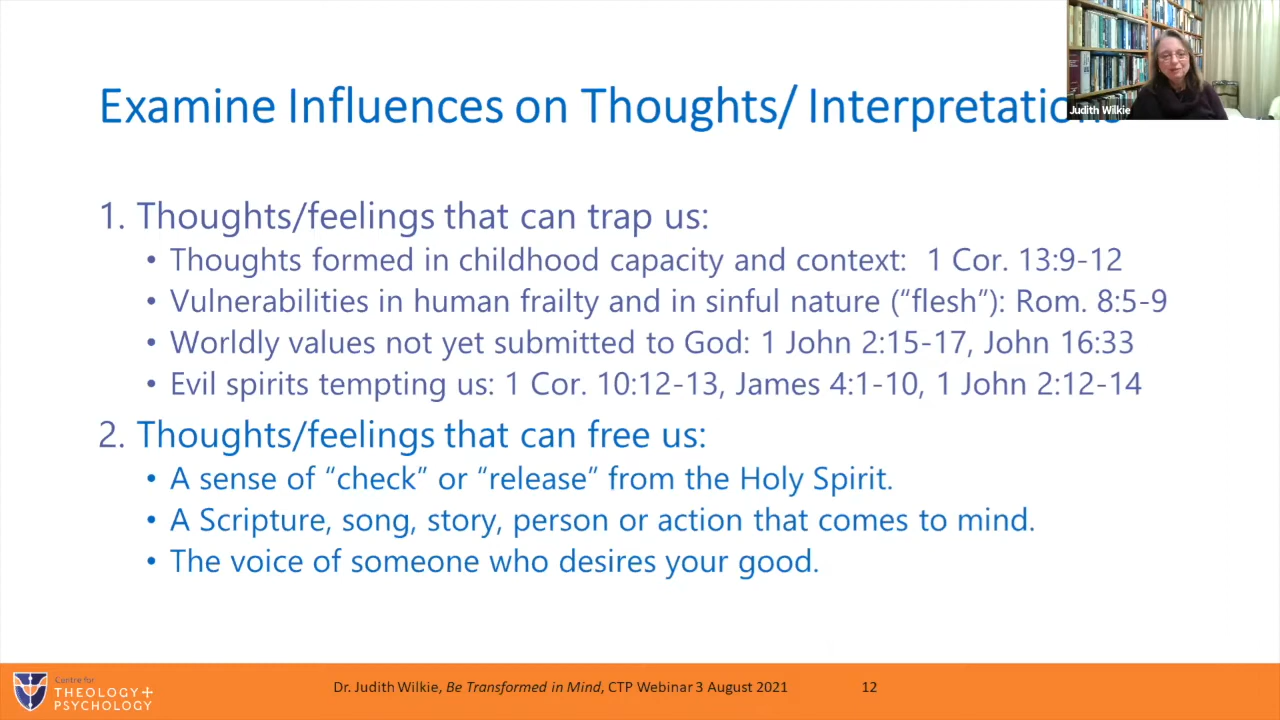 Examine Influences on Thoughts/ Interpretations
Judith Wilkie
1. Thoughts/feelings that can trap us:
• Thoughts formed in childhood capacity and context: 1 Cor. 13:9-12
• Vulnerabilities in human frailty and in sinful nature (“flesh”): Rom. 8:5-9
• Worldly values not yet submitted to God: 1 John 2:15-17, John 16:33
• Evil spirits tempting us: 1 Cor. 10:12-13, James 4:1-10, 1 John 2:12-14
2. Thoughts/feelings that can free us:
• A sense of “check” or “release” from the Holy Spirit.
• A Scripture, song, story, person or action that comes to mind.
• The voice of someone who desires your good.
Centre for
THEOLOGY+
PSYCHOLOGY
Dr. Judith Wilkie, Be Transformed in Mind, CTP Webinar 3 August 2021
12